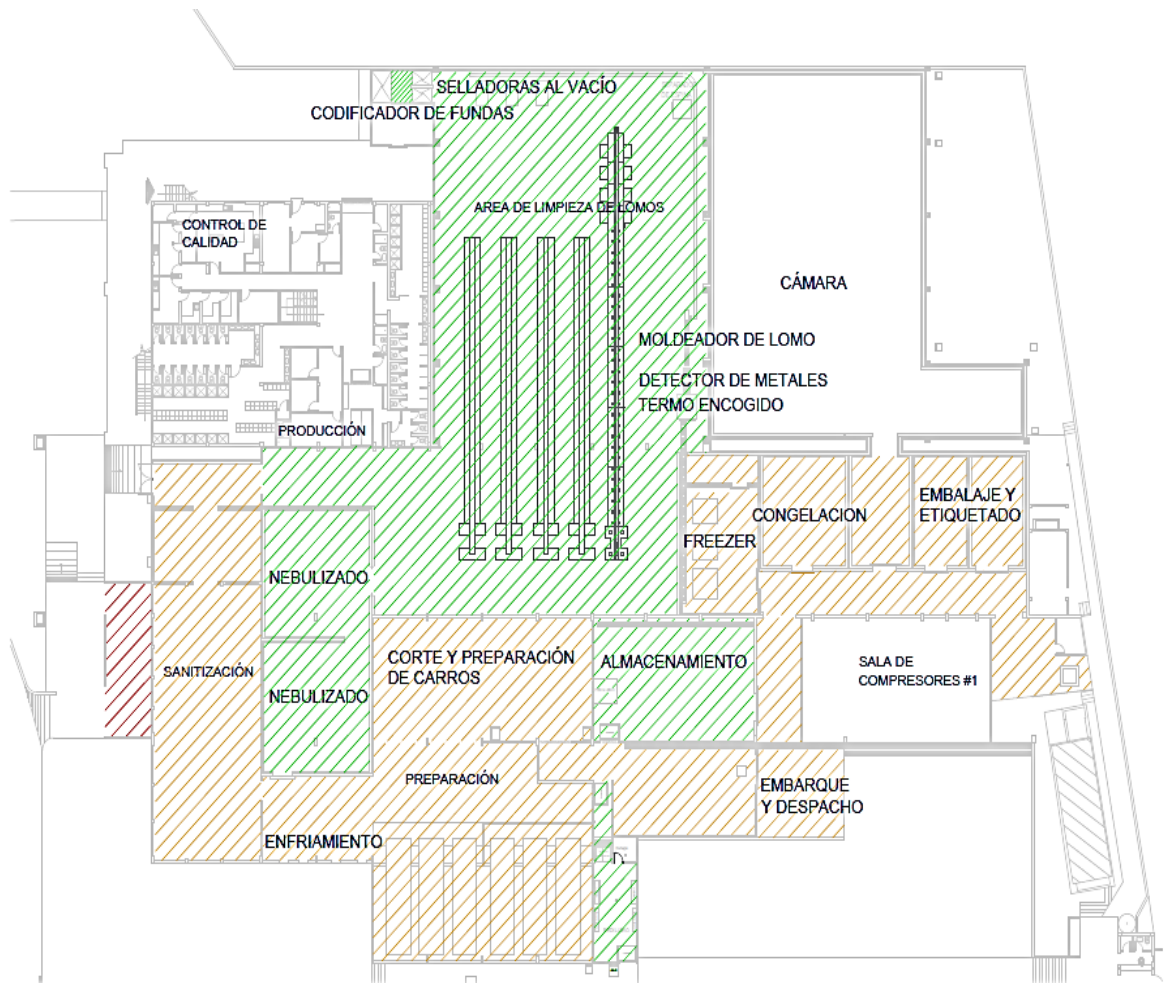 SELLADORAS AL VACÍO
CODIFICADOR DE FUNDAS
AREA DE LIMPIEZA DE LOMOS
CONTROL DE
CALIDAD
CÁMARA
MOLDEADOR DE LOMO
DETECTOR DE METALES
TERMO ENCOGIDO
PRODUCCIÓN
EMBALAJE Y
ETIQUETADO
CONGELACION
FREEZER
NEBULIZADO
SANITIZACIÓN
CORTE Y PREPARACIÓN
DE CARROS
ALMACENAMIENTO
SALA DE
COMPRESORES #1
NEBULIZADO
PREPARACIÓN
EMBARQUE
Y DESPACHO
ENFRIAMIENTO